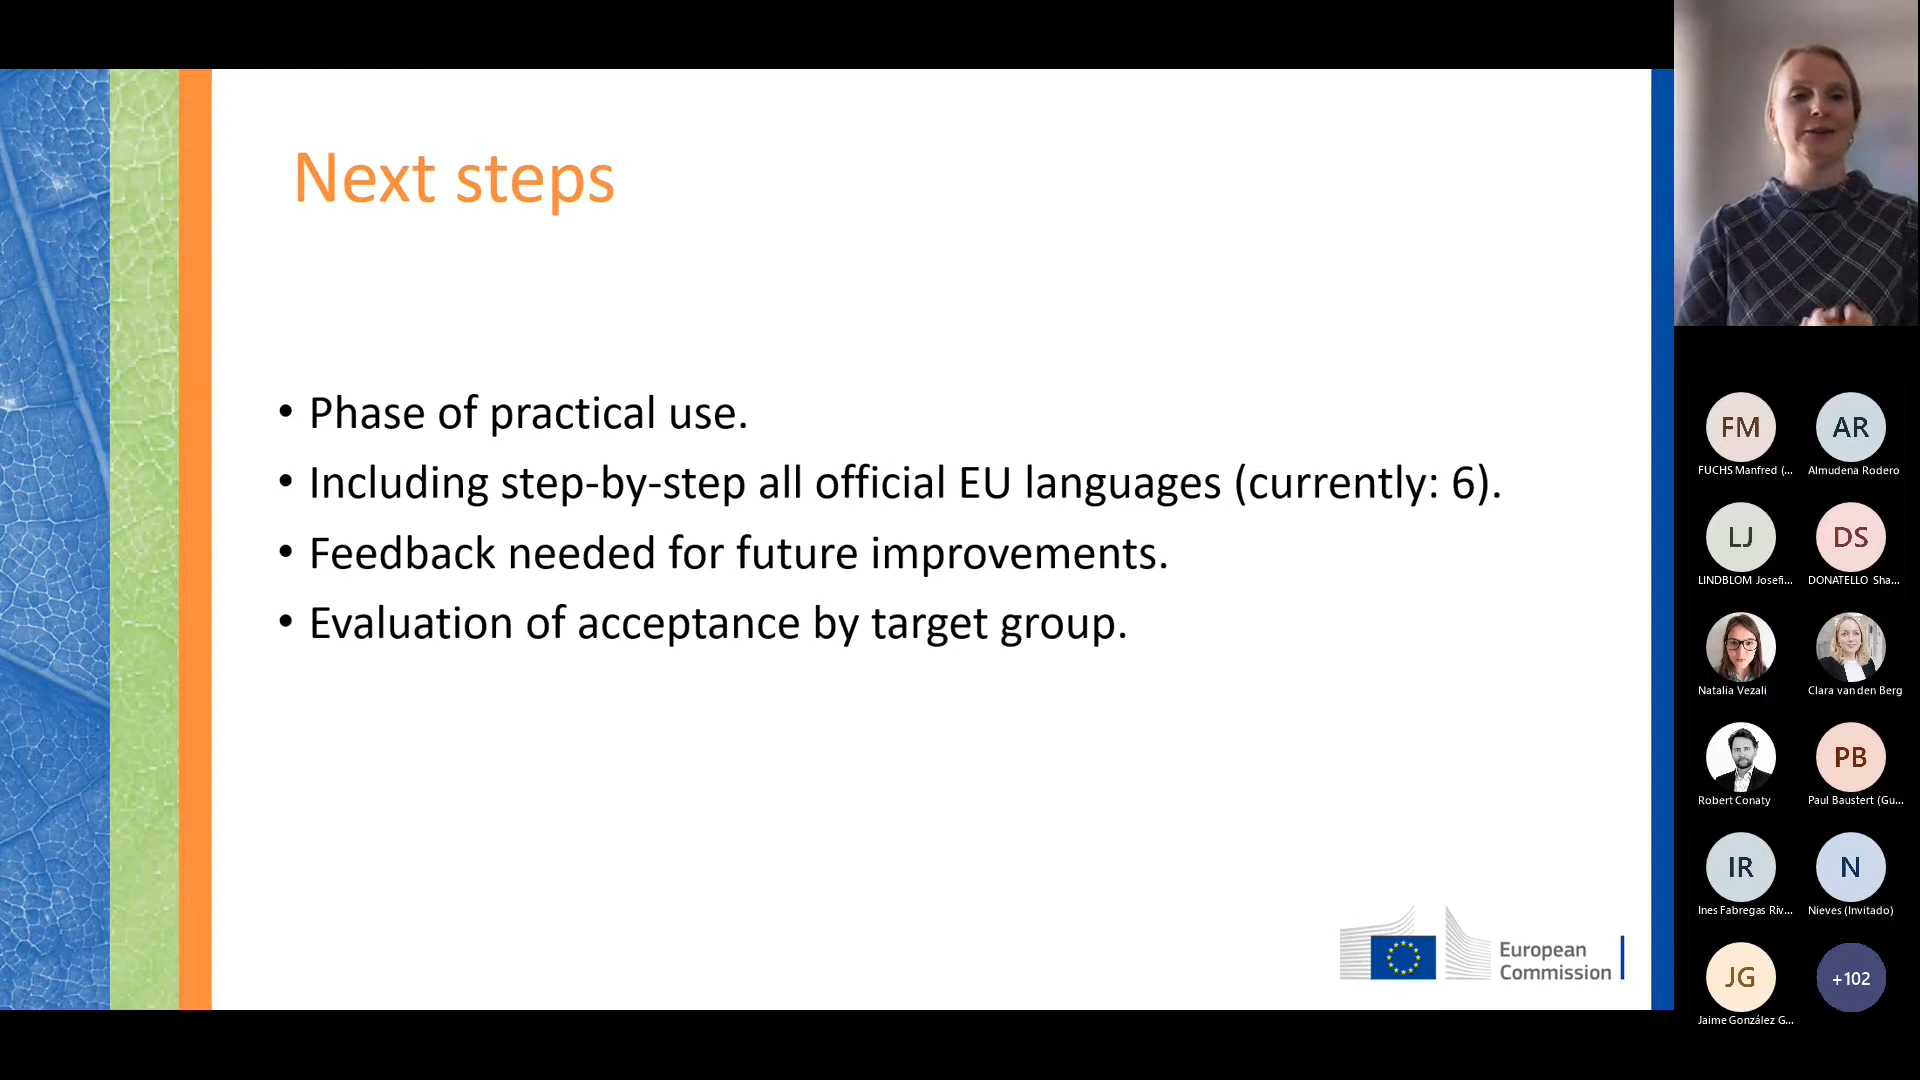 Next steps
• Phase of practical use.
• Including step-by-step all official EU languages (currently: 6).
• Feedback needed for future improvements.
• Evaluation of acceptance by target group.
European
Commission
FM
AR
FUCHS Manfred (...
Almudena Rodero
LJ
DS
LINDBLOM Josefi...
DONATELLO Sha...
Natalia Vezali
Clara van den Berg
PB
Robert Conaty
Paul Baustert (Gu...
IR
N
Ines Fabregas Riv...
Nieves (Invitado)
JG
+102
Jaime González G...